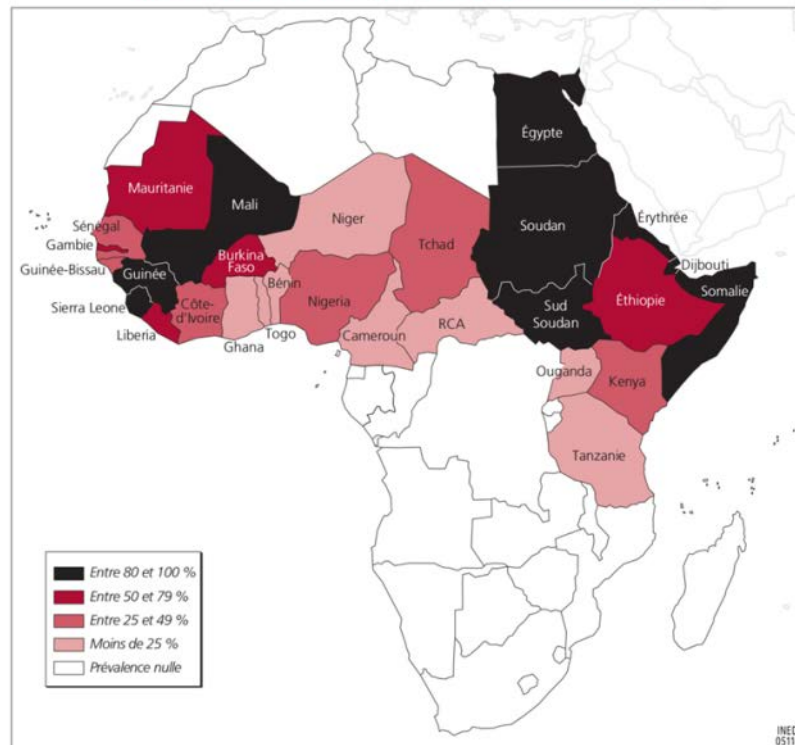 Égypte
Mauritanie
Mali
Niger
Soudan
Érythrée
Sénégal
Tchad
Gambie
Burkina
Faso
Djibouti
Guinée-Bissau
Guinée
Bénin
Nigeria
Somalie
Sierra Leone
Côte-
d'Ivoire
Sud
Soudan
Éthiopie
Liberia
Ghana
Togo
Cameroun
RCA
Ouganda
Kenya
Tanzanie
Entre 80 et 100 %
Entre 50 et 79 %
Entre 25 et 49 %
Moins de 25 %
Prévalence nulle
INED
0511